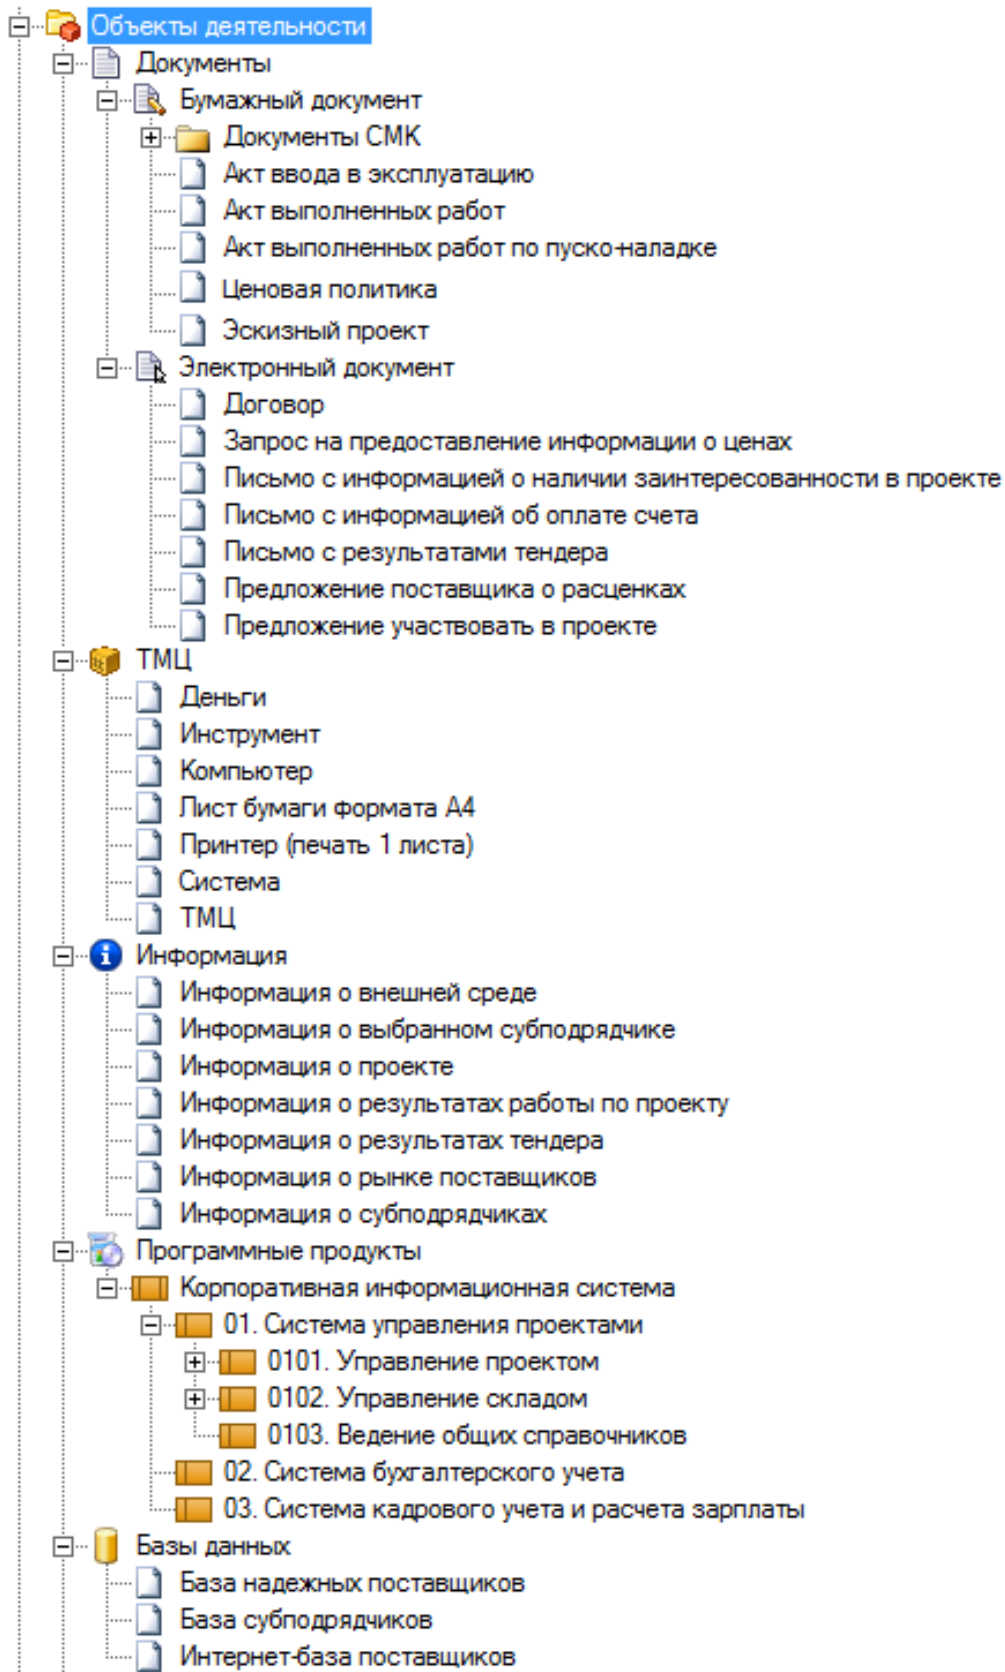 Объекты деятельности
Документы
Бумажный документ
Документы СМК
Акт ввода в эксплуатацию
Акт выполненных работ
Акт выполненных работ по пуско-наладке
Ценовая политика
Эскизный проект
Электронный документ
Договор
Запрос на предоставление информации о ценах
Письмо с информацией о наличии заинтересованности в проекте
Письмо с информацией об оплате счета
Письмо с результатами тендера
Предложение поставщика о расценках
Предложение участвовать в проекте
ТМЦ
Деньги
Инструмент
Компьютер
Лист бумаги формата А4
Принтер (печать 1 листа)
Система
ТМЦ
Информация
Информация о внешней среде
Информация о выбранном субподрядчике
Информация о проекте
Информация о результатах работы по проекту
Информация о результатах тендера
Информация о рынке поставщиков
Информация о субподрядчиках
Программные продукты
Корпоративная информационная система
01. Система управления проектами
0101. Управление проектом
0102. Управление складом
0103. Ведение общих справочников
02. Система бухгалтерского учета
03. Система кадрового учета и расчета зарплаты
Базы данных
База надежных поставщиков
База субподрядчиков
Интернет-база поставщиков